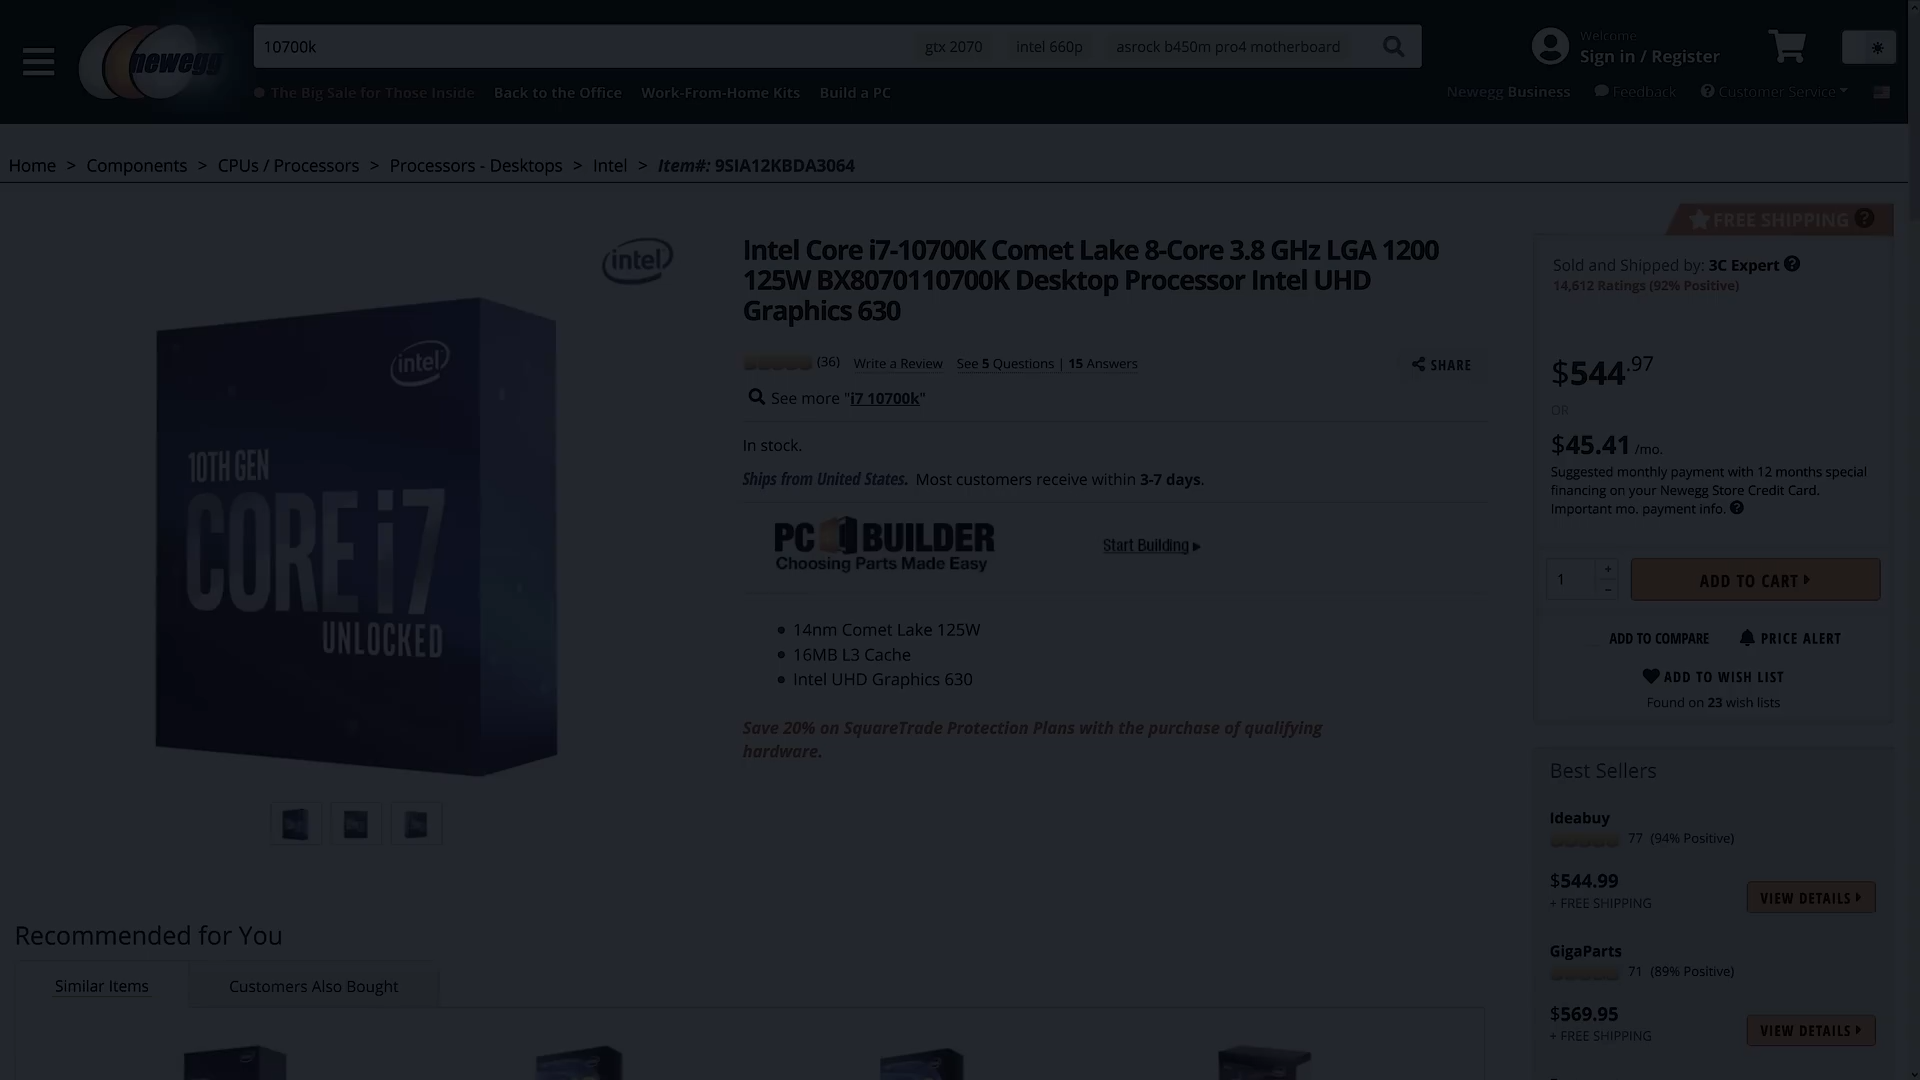 newegg
10700k
gtx 2070 intel 660p asrock b450m pro4 motherboard
Welcome
Sign in / Register
The Big Sale for Those Inside Back to the Office Work-From-Home Kits Build a PC
Newegg Business Feedback Customer Service
Home > Components > CPUs / Processors > Processors - Desktops > Intel > Item#: 9SIA12KBDA3064
intel
intel
10TH GEN
CORE i7
UNLOCKED
Intel Core i7-10700K Comet Lake 8-Core 3.8 GHz LGA 1200
125W BX8070110700K Desktop Processor Intel UHD
Graphics 630
(36) Write a Review See 5 Questions | 15 Answers
SHARE
See more "i7 10700k"
In stock.
Ships from United States. Most customers receive within 3-7 days.
PC BUILDER
Choosing Parts Made Easy
Start Building
14nm Comet Lake 125W
16MB L3 Cache
Intel UHD Graphics 630
Save 20% on SquareTrade Protection Plans with the purchase of qualifying
hardware.
FREE SHIPPING ?
Sold and Shipped by: 3C Expert ?
14,612 Ratings (92% Positive)
$544.97
OR
$45.41 /mo.
Suggested monthly payment with 12 months special
financing on your Newegg Store Credit Card.
Important mo. payment info. ?
1 + -
ADD TO CART
ADD TO COMPARE PRICE ALERT
ADD TO WISH LIST
Found on 23 wish lists
Best Sellers
Ideabuy
77 (94% Positive)
$544.99
+ FREE SHIPPING
VIEW DETAILS
GigaParts
71 (89% Positive)
$569.95
+ FREE SHIPPING
VIEW DETAILS
Recommended for You
Similar Items Customers Also Bought